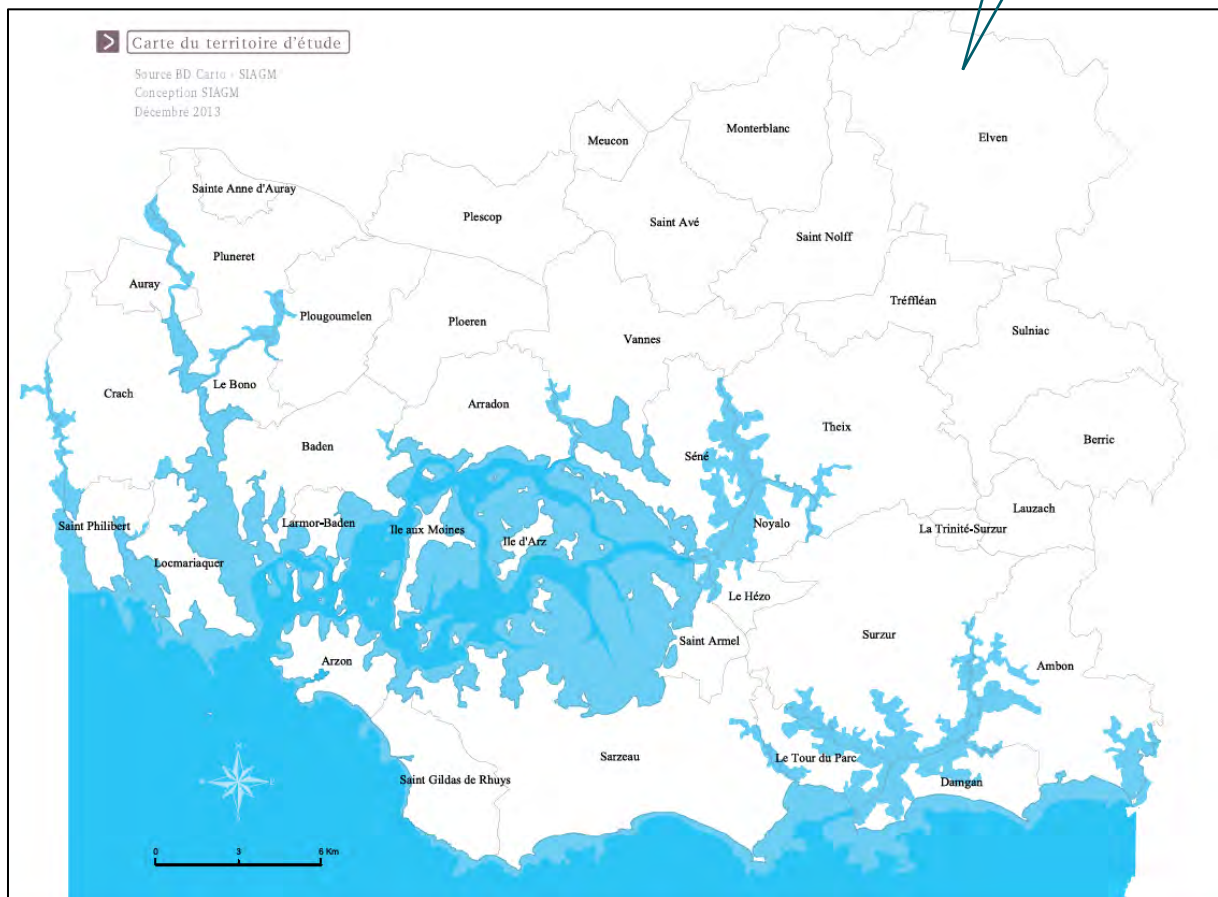 Carte du territoire d'étude
Source BD Carto - SIAGM
Conception SIAGM
Décembre 2013
Meucon
Monterblanc
Elven
Sainte Anne d'Auray
Plescop
Saint Avé
Saint Nolff
Pluneret
Auray
Plougoumelen
Ploeren
Vannes
Tréffléan
Sulniac
Crach
Le Bono
Arradon
Baden
Séné
Theix
Berric
Saint Philibert
Larmor-Baden
Ile aux Moines
Ile d'Arz
Noyalo
La Trinité-Surzur
Lauzach
Locmariaquer
Le Hézo
Saint Armel
Surzur
Arzon
Ambon
Sarzeau
Le Tour du Parc
Saint Gildas de Rhuys
Damgan
N
0 3 6 Km